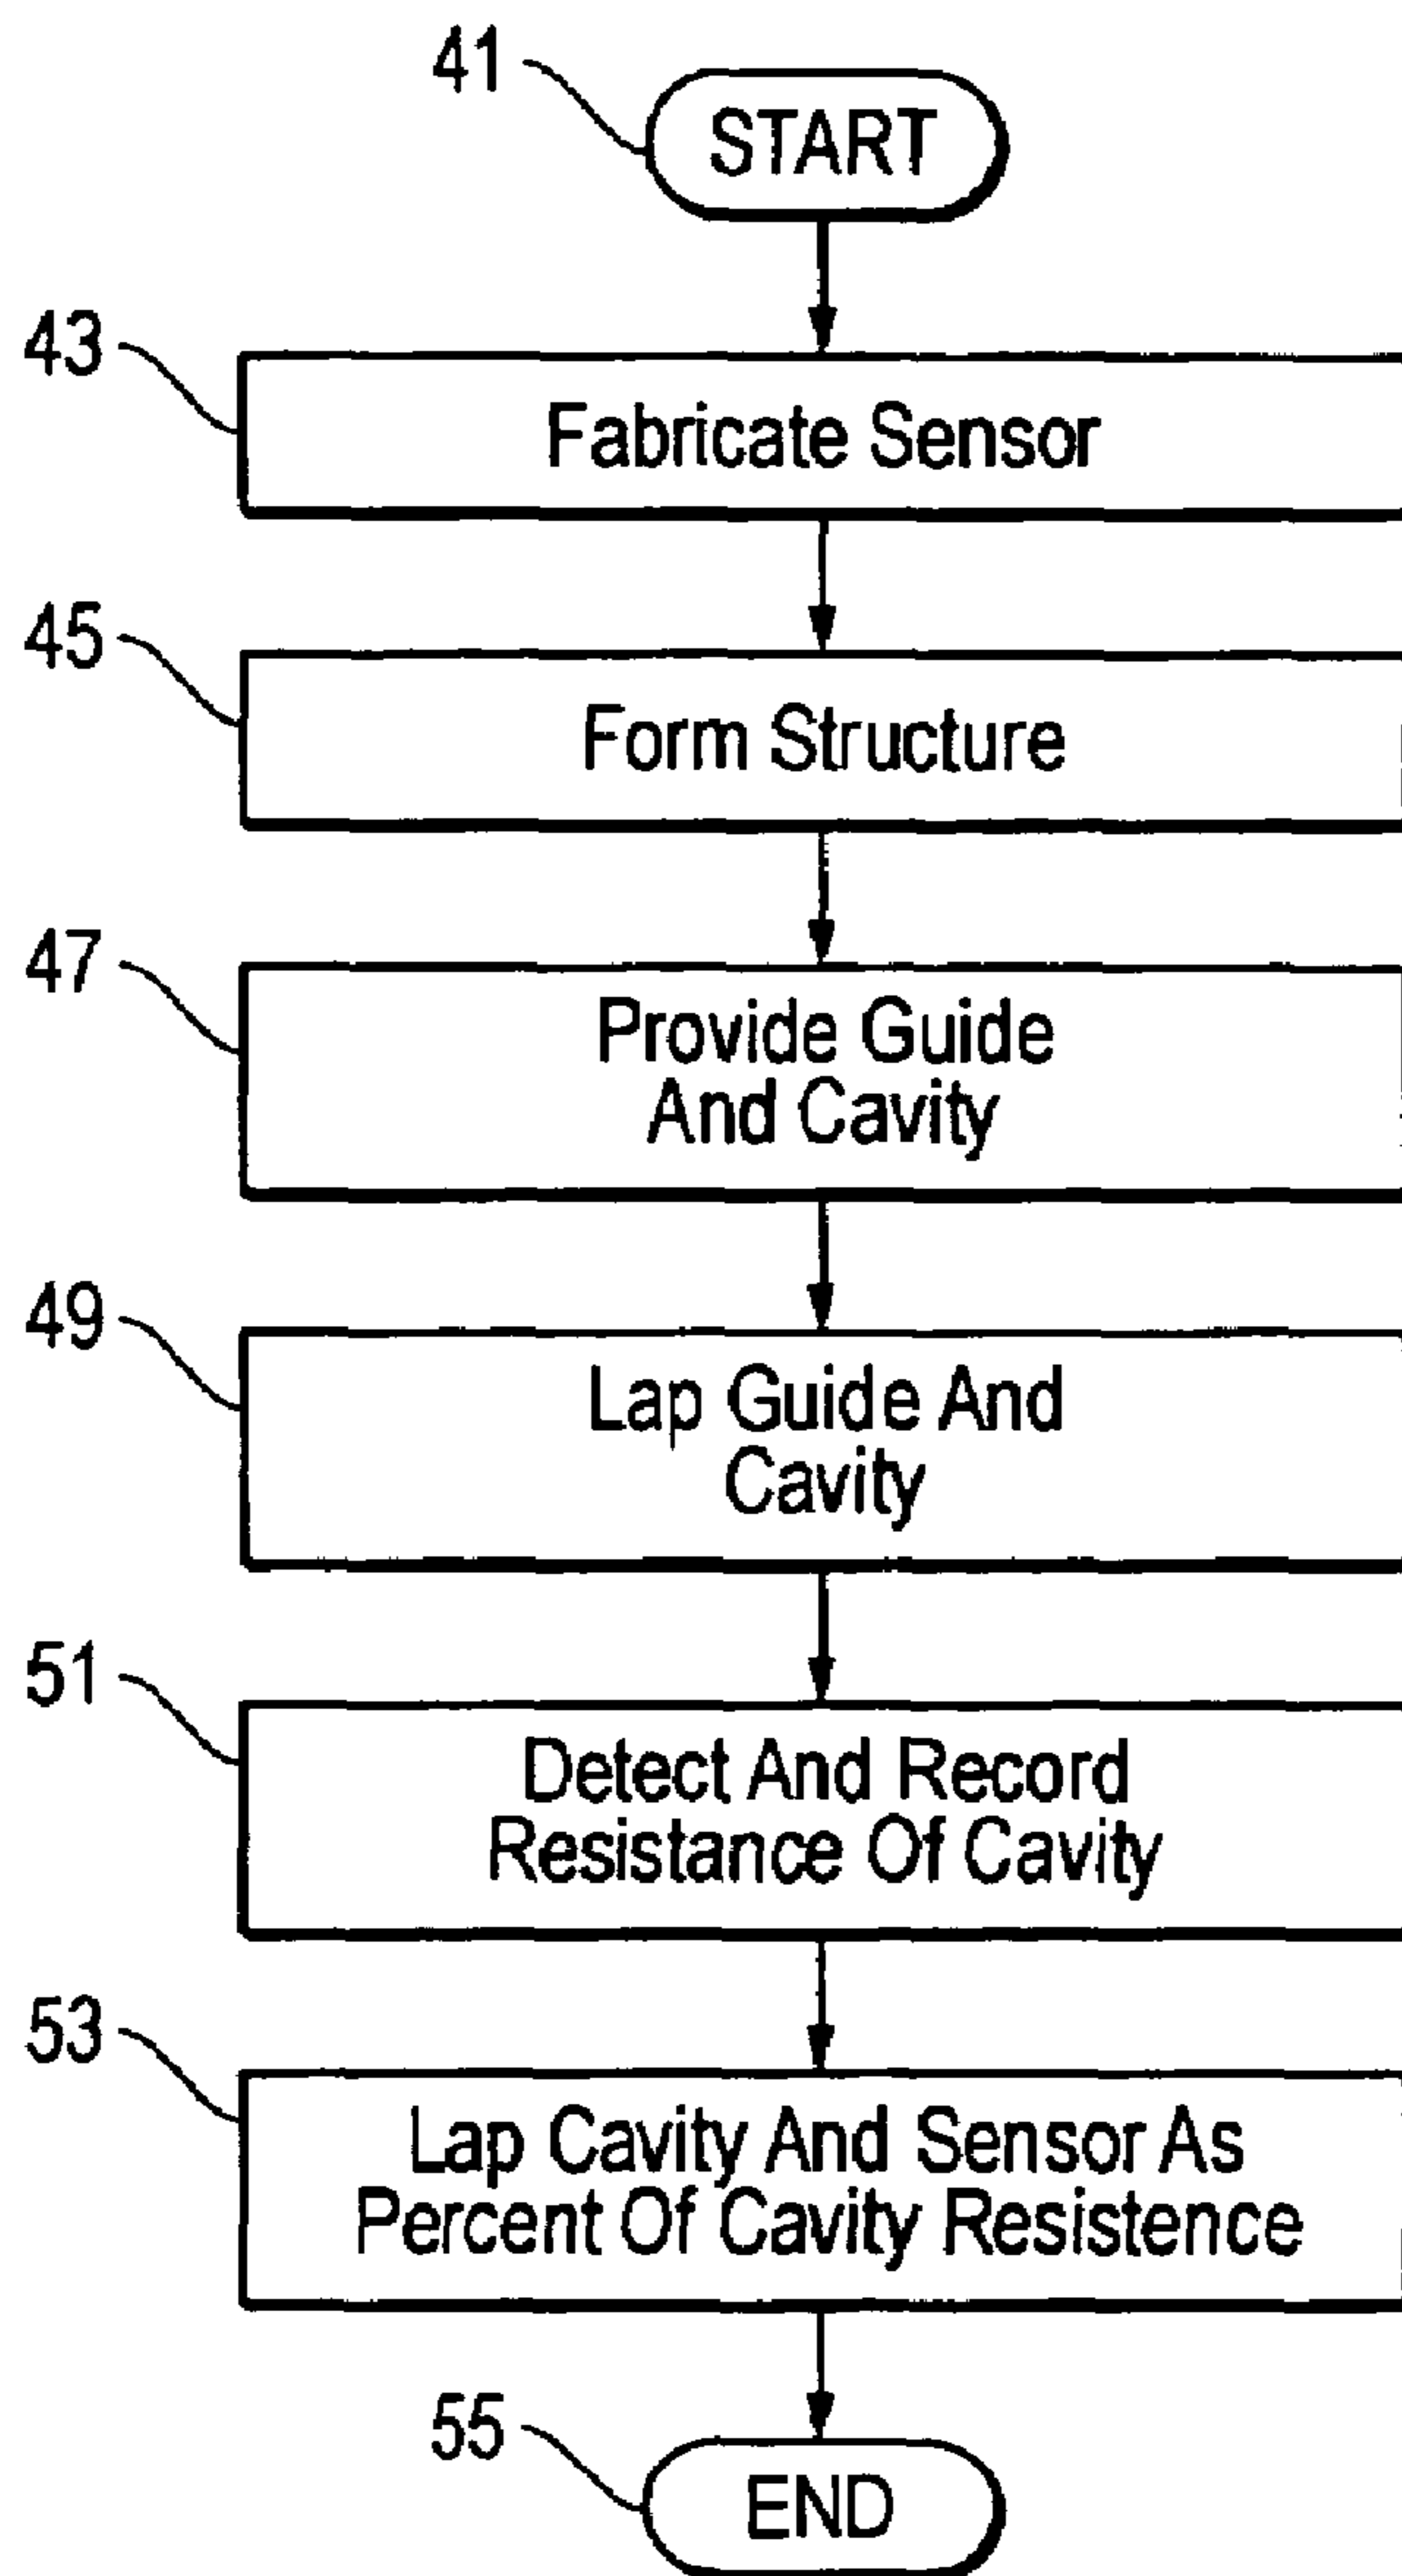 41
START
43
Fabricate Sensor
45
Form Structure
47
Provide Guide
And Cavity
49
Lap Guide And
Cavity
51
Detect And Record
Resistance Of Cavity
53
Lap Cavity And Sensor As
Percent Of Cavity Resistence
55
END